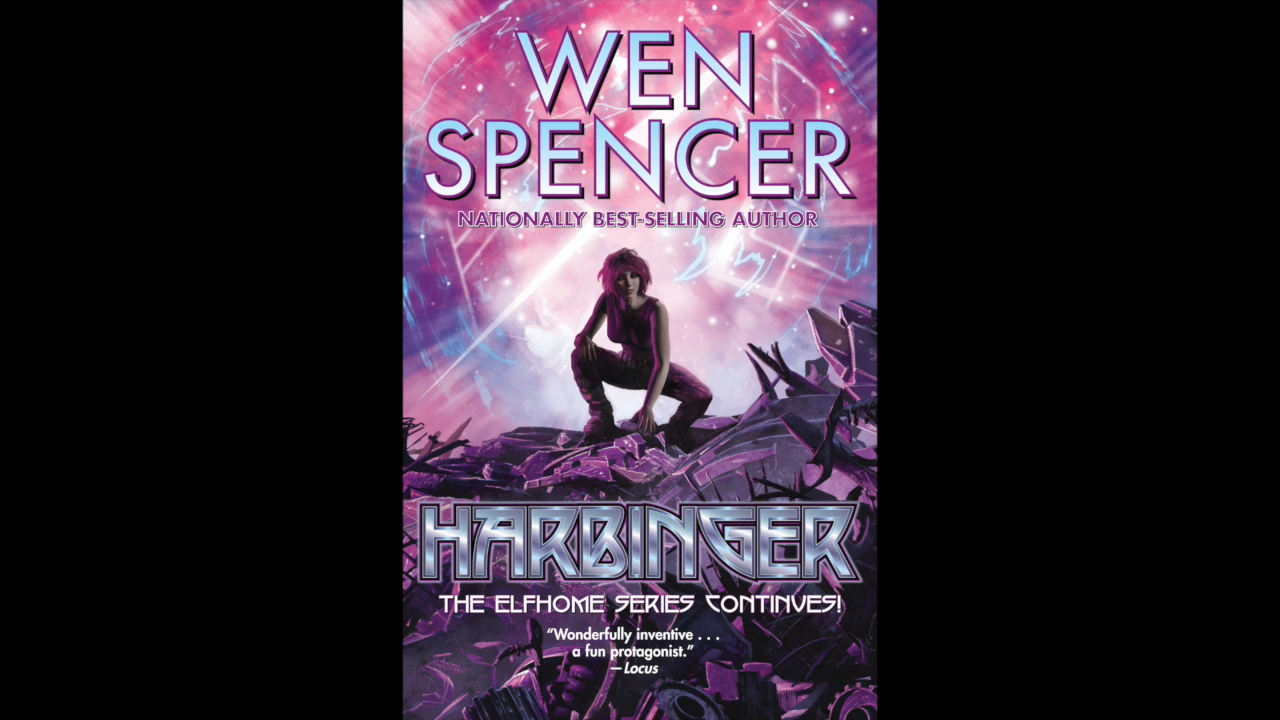 WEN
SPENCER
NATIONALLY BEST-SELLING AUTHOR
HARBINGER
THE ELFHOME SERIES CONTINUES!
“Wonderfully inventive . . .
a fun protagonist.”
—Locus